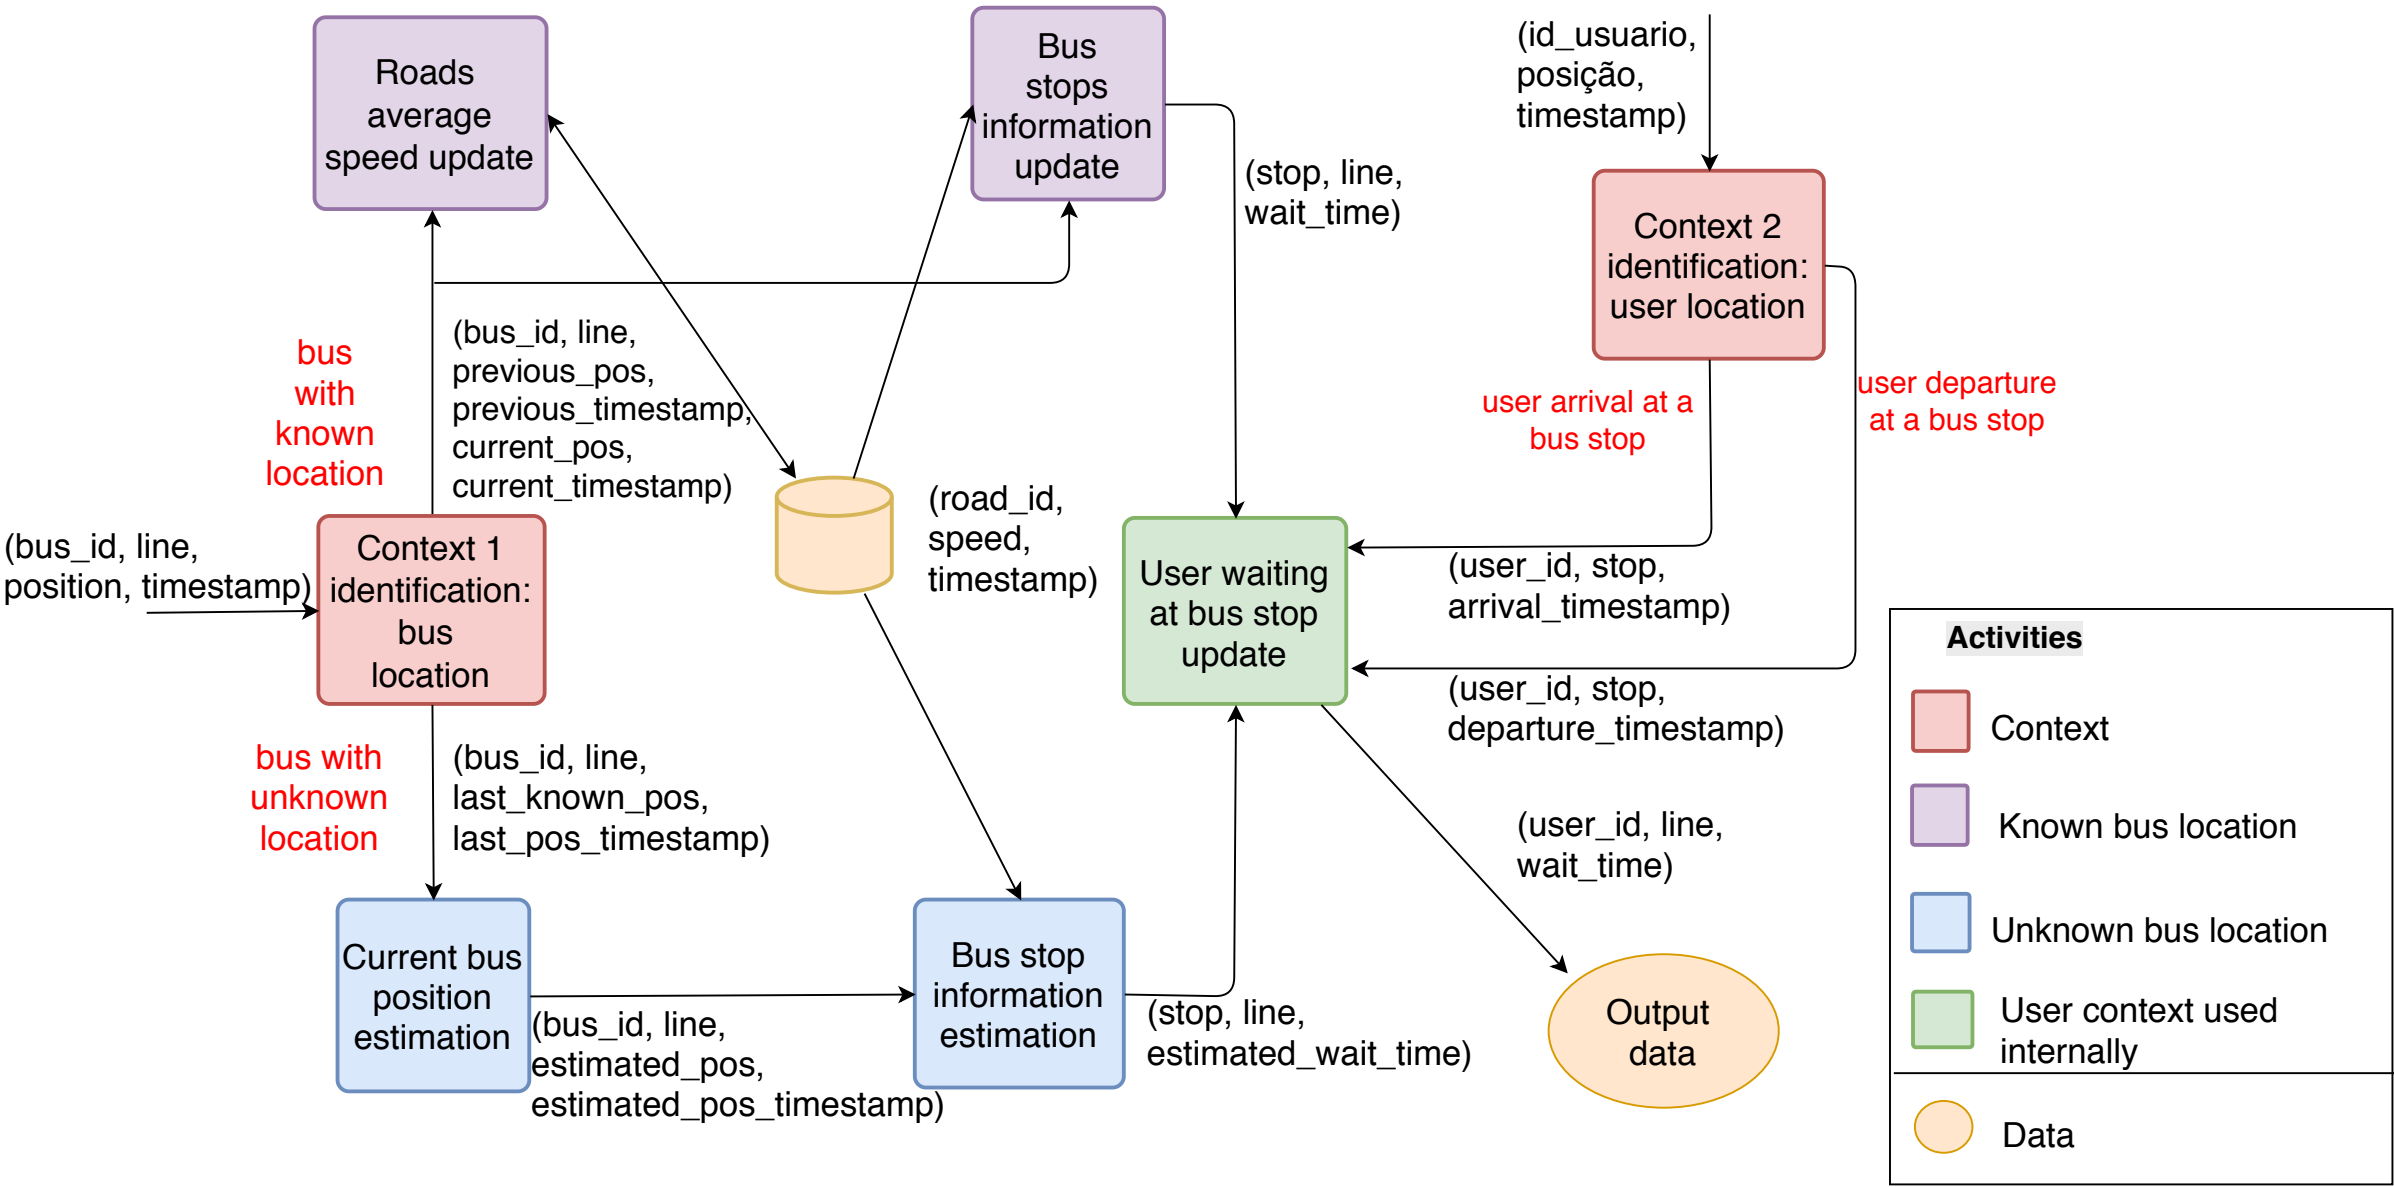 Roads
average
speed update
Bus
stops
information
update
(id_usuario,
posição,
timestamp)
(stop, line,
wait_time)
Context 2
identification:
user location
bus
with
known
location
(bus_id, line,
previous_pos,
previous_timestamp,
current_pos,
current_timestamp)
user arrival at a
bus stop
user departure
at a bus stop
(bus_id, line,
position, timestamp)
Context 1
identification:
bus
location
(road_id,
speed,
timestamp)
User waiting
at bus stop
update
(user_id, stop,
arrival_timestamp)
(user_id, stop,
departure_timestamp)
bus with
unknown
location
(bus_id, line,
last_known_pos,
last_pos_timestamp)
(user_id, line,
wait_time)
Current bus
position
estimation
(bus_id, line,
estimated_pos,
estimated_pos_timestamp)
Bus stop
information
estimation
(stop, line,
estimated_wait_time)
Output
data
Activities
Context
Known bus location
Unknown bus location
User context used
internally
Data